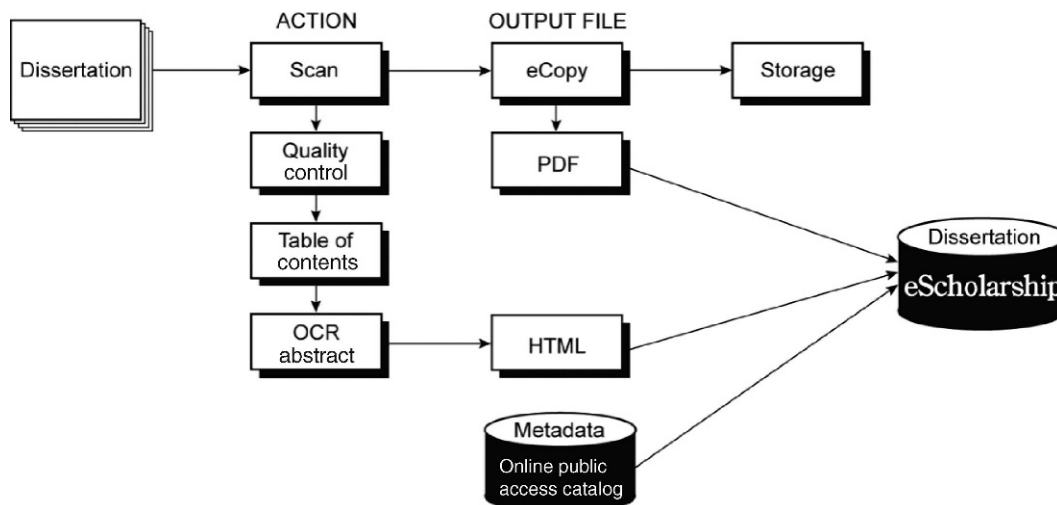 ACTION
OUTPUT FILE
Dissertation
Scan
eCopy
Storage
Quality
control
PDF
Table of
contents
Dissertation
eScholarship
OCR
abstract
HTML
Metadata
Online public
access catalog